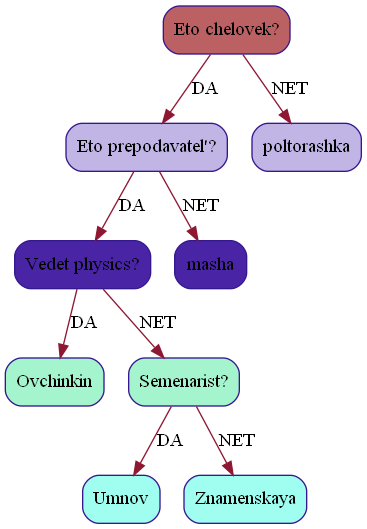 Eto chelovek?
DA
NET
Eto prepodavatel'?
poltorashka
DA
NET
Vedet physics?
masha
DA
NET
Ovchinkin
Semenarist?
DA
NET
Umnov
Znamenskaya